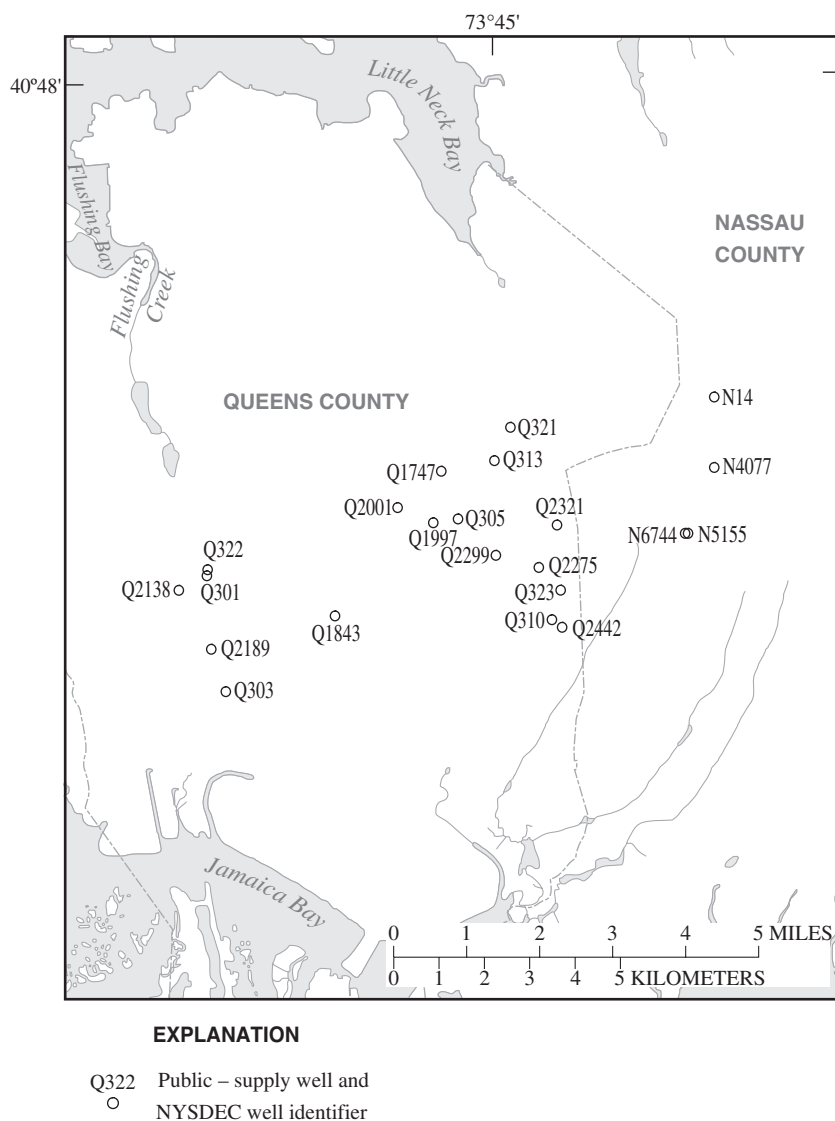 73°45'
40°48'
Little Neck Bay
Flushing Bay
Flushing
Creek
NASSAU
COUNTY
QUEENS COUNTY
N14
Q321
Q313
N4077
Q1747
Q2001
Q305
Q2321
Q1997
N6744
N5155
Q2299
Q322
Q2275
Q2138
Q301
Q323
Q310
Q2442
Q1843
Q2189
Q303
Jamaica Bay
0 1 2 3 4 5 MILES
0 1 2 3 4 5 KILOMETERS
EXPLANATION
Q322 Public – supply well and
NYSDEC well identifier